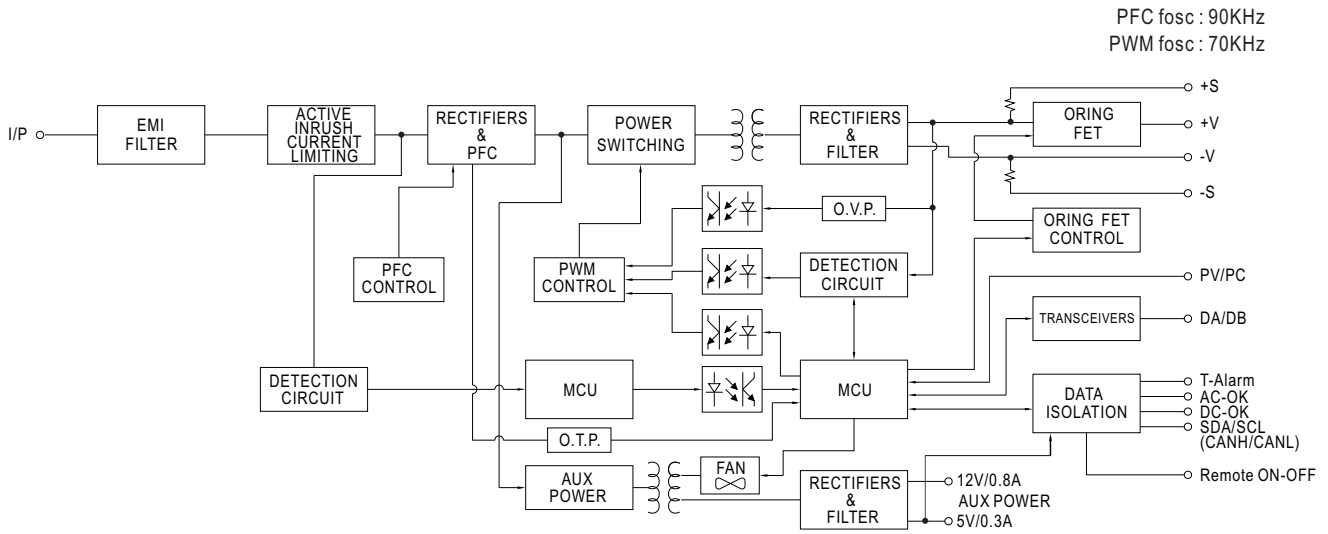 PFC fosc : 90KHz
PWM fosc : 70KHz
I/P
EMI
FILTER
ACTIVE
INRUSH
CURRENT
LIMITING
RECTIFIERS
&
PFC
POWER
SWITCHING
RECTIFIERS
&
FILTER
ORING
FET
+S
+V
-V
-S
O.V.P.
ORING FET
CONTROL
PFC
CONTROL
PWM
CONTROL
DETECTION
CIRCUIT
PV/PC
TRANSCEIVERS
DA/DB
DETECTION
CIRCUIT
MCU
MCU
DATA
ISOLATION
T-Alarm
AC-OK
DC-OK
SDA/SCL
(CANH/CANL)
O.T.P.
AUX
POWER
FAN
RECTIFIERS
&
FILTER
12V/0.8A
AUX POWER
5V/0.3A
Remote ON-OFF